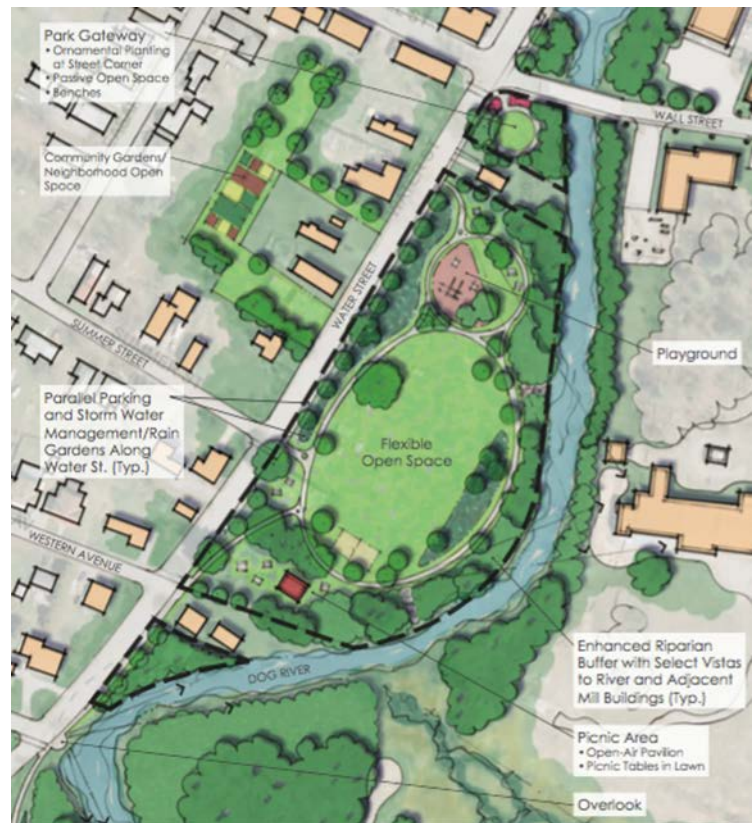 Park Gateway
• Ornamental Planting
at Street Corner
• Passive Open Space
• Benches
WALL STREET
Community Gardens/
Neighborhood Open
Space
WATER STREET
SUMMER STREET
Playground
Parallel Parking
and Storm Water
Management/Rain
Gardens Along
Water St. (Typ.)
Flexible
Open Space
WESTERN AVENUE
DOG RIVER
Enhanced Riparian
Buffer with Select Vistas
to River and Adjacent
Mill Buildings (Typ.)
Picnic Area
• Open-Air Pavilion
• Picnic Tables in Lawn
Overlook